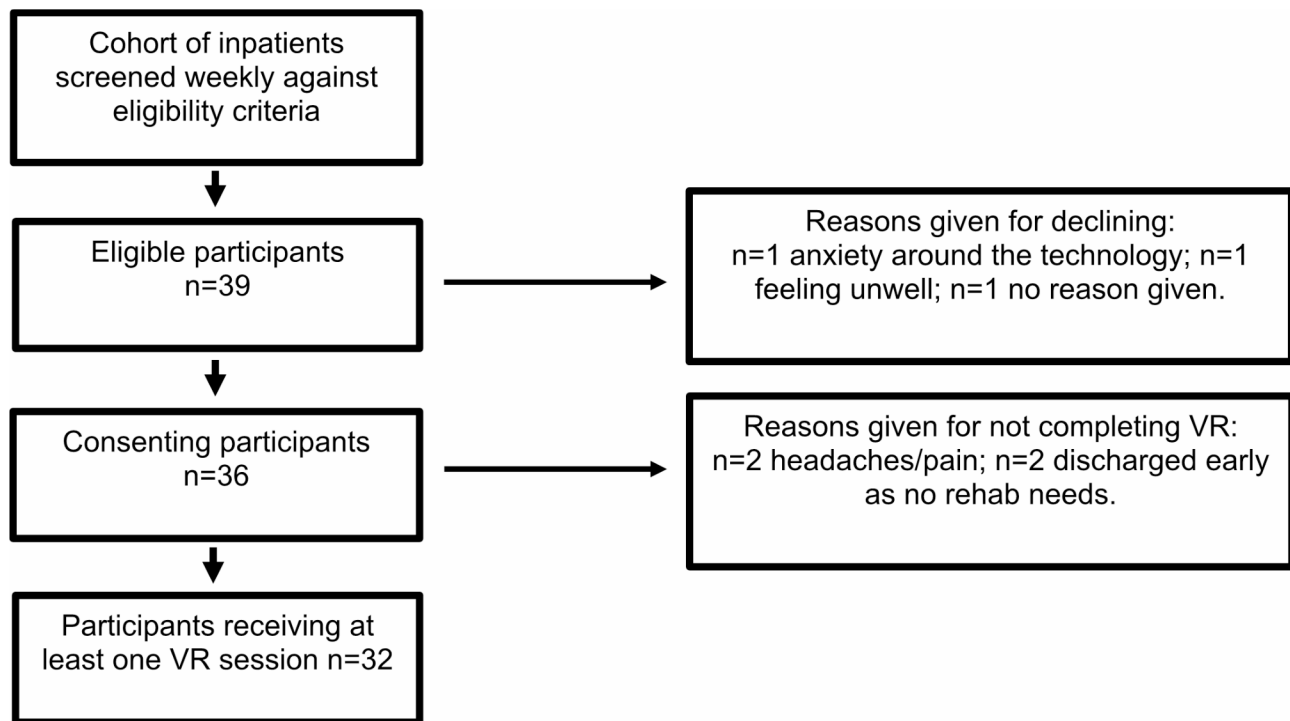 Cohort of inpatients
screened weekly against
eligibility criteria
Eligible participants
n=39
Reasons given for declining:
n=1 anxiety around the technology; n=1
feeling unwell; n=1 no reason given.
Consenting participants
n=36
Reasons given for not completing VR:
n=2 headaches/pain; n=2 discharged early
as no rehab needs.
Participants receiving at
least one VR session n=32